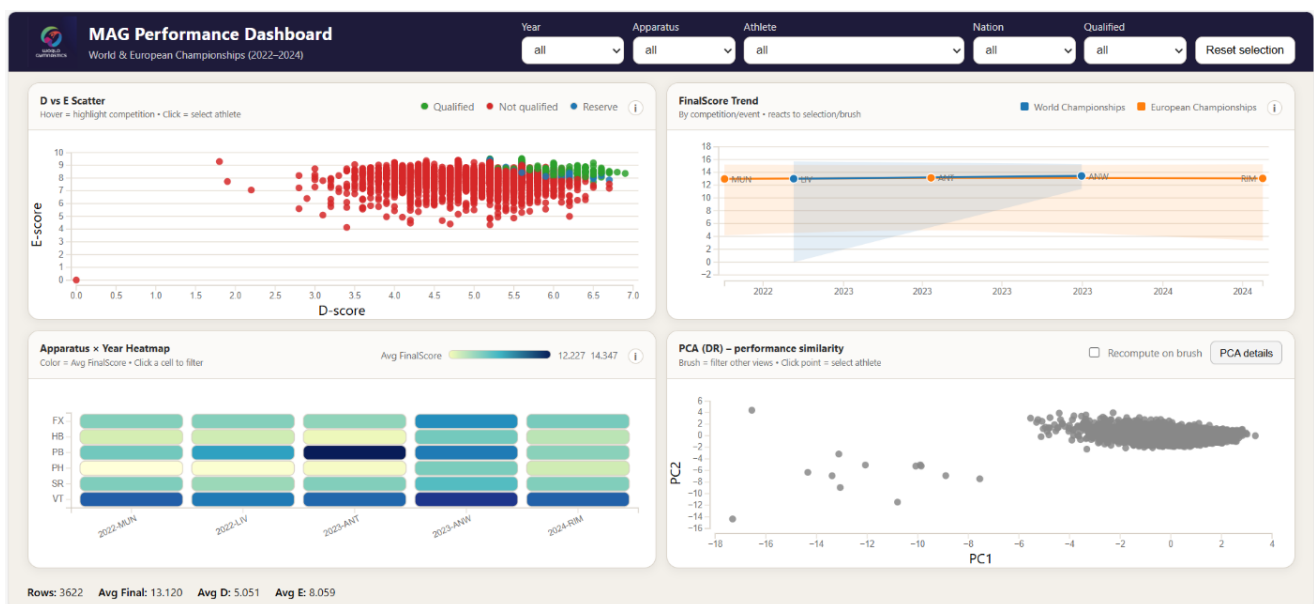 WORLD
GYMNASTICS
MAG Performance Dashboard
World & European Championships (2022–2024)
Year
all
Apparatus
all
Athlete
all
Nation
all
Qualified
all
Reset selection
D vs E Scatter
Hover = highlight competition • Click = select athlete
Qualified
Not qualified
Reserve
i
10
9
8
7
6
5
4
3
2
1
0
E-score
0.0 0.5 1.0 1.5 2.0 2.5 3.0 3.5 4.0 4.5 5.0 5.5 6.0 6.5 7.0
D-score
FinalScore Trend
By competition/event • reacts to selection/brush
World Championships
European Championships
i
18
16
14
12
10
8
6
4
2
0
−2
MUN LIV ANT ANW RIM
2022 2023 2023 2023 2023 2024 2024
Apparatus × Year Heatmap
Color = Avg FinalScore • Click a cell to filter
Avg FinalScore 12.227 14.347
i
FX
HB
PB
PH
SR
VT
2022-MUN 2022-LIV 2023-ANT 2023-ANW 2024-RIM
PCA (DR) – performance similarity
Brush = filter other views • Click point = select athlete
Recompute on brush
PCA details
6
4
2
0
−2
−4
−6
−8
−10
−12
−14
−16
PC2
−18 −16 −14 −12 −10 −8 −6 −4 −2 0 2 4
PC1
Rows: 3622 Avg Final: 13.120 Avg D: 5.051 Avg E: 8.059